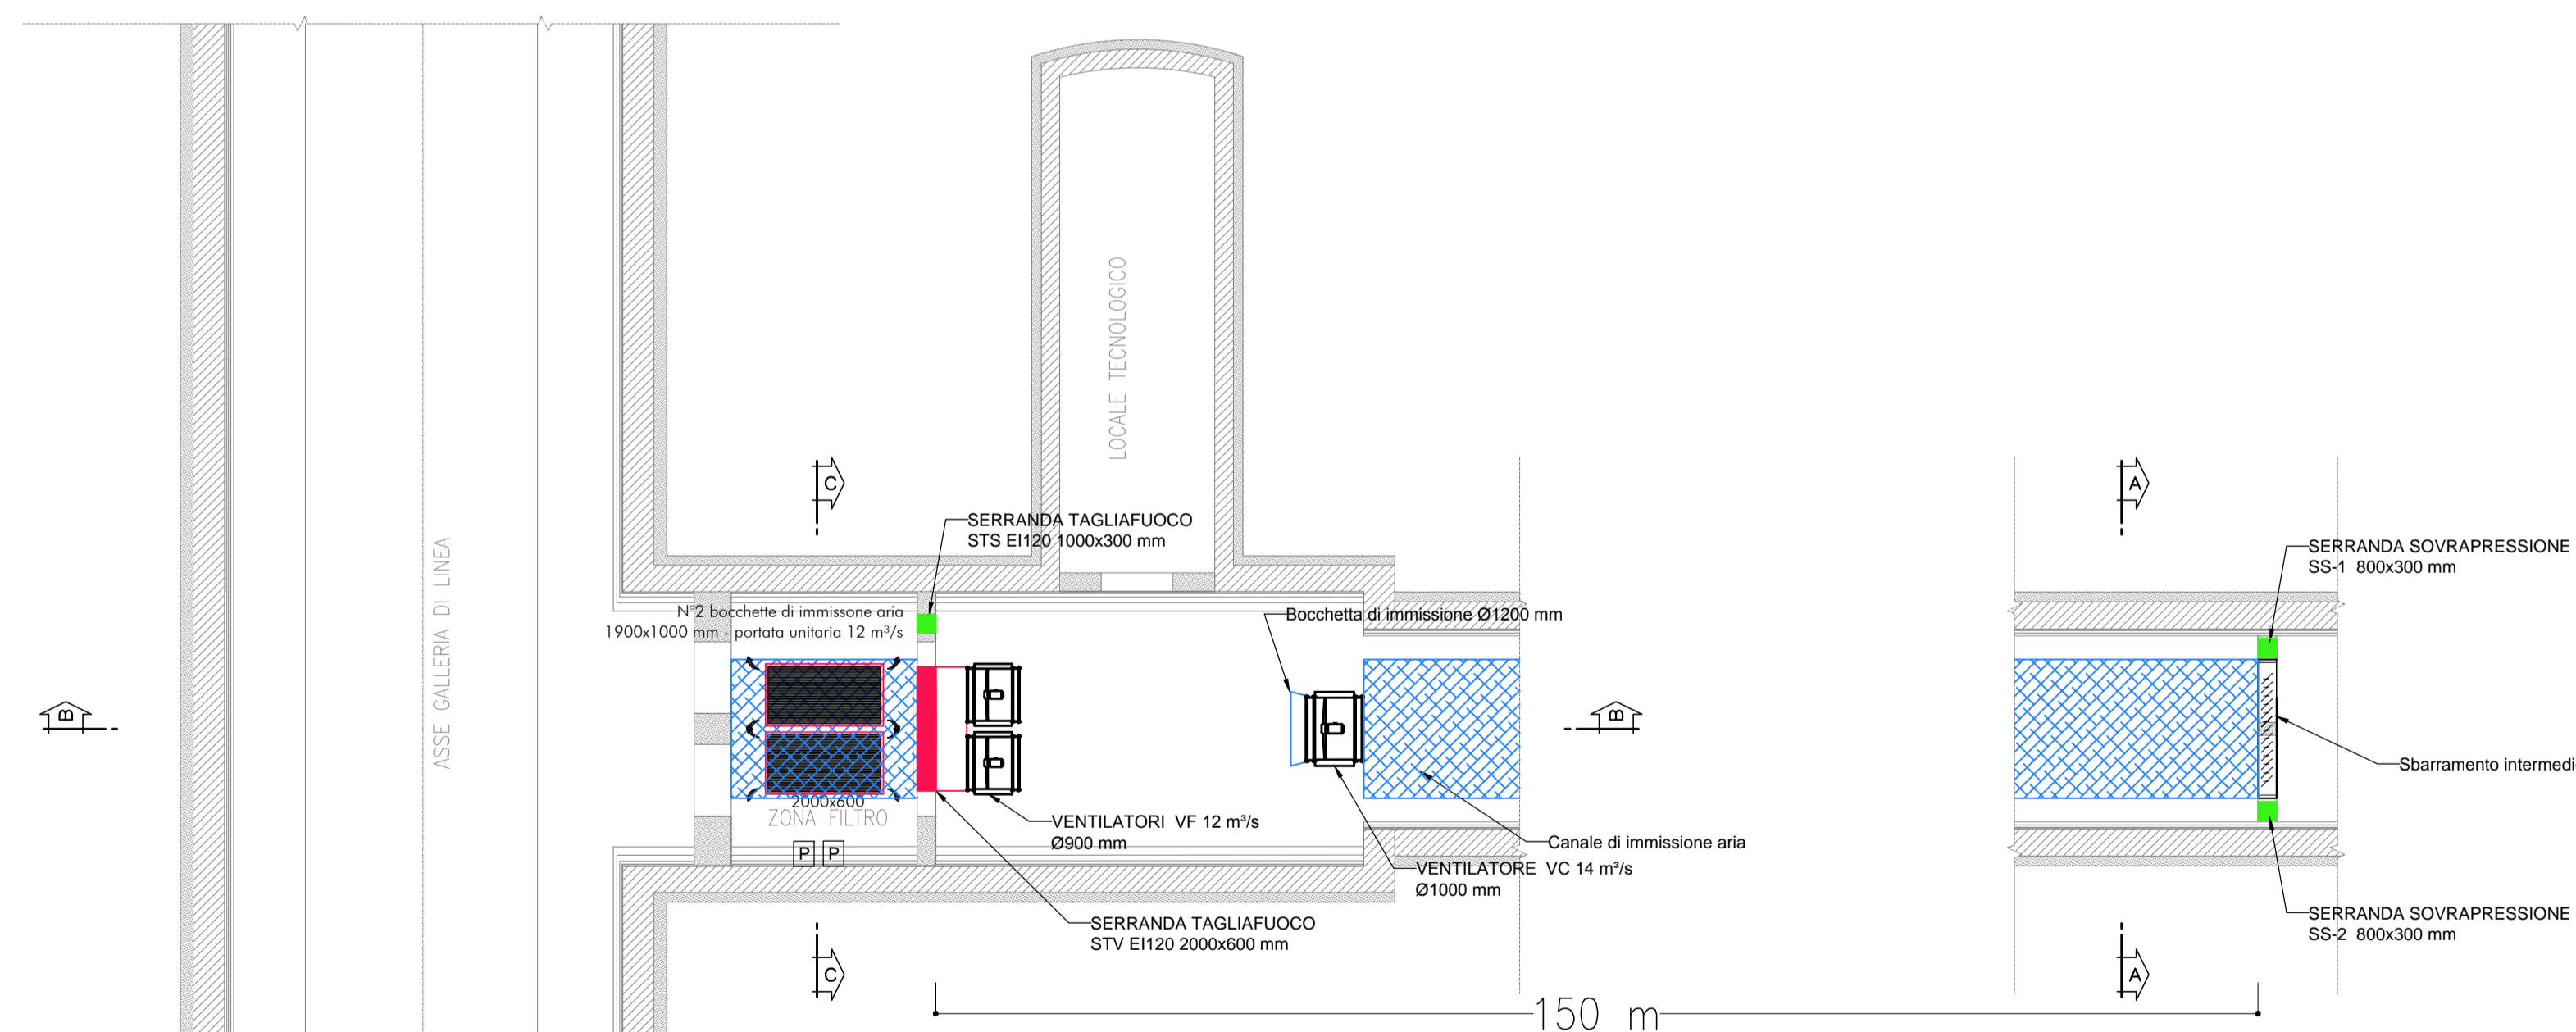 LOCALE TECNOLOGICO
ASSE GALLERIA DI LINEA
C
A
SERRANDA TAGLIAFUOCO
STS EI120 1000x300 mm
SERRANDA SOVRAPRESSIONE
SS-1 800x300 mm
N°2 bocchette di immissone aria
1900x1000 mm - portata unitaria 12 m³/s
Bocchetta di immissione Ø1200 mm
B
B
Sbarramento intermedi
2000x600
ZONA FILTRO
P P
VENTILATORI VF 12 m³/s
Ø900 mm
Canale di immissione aria
VENTILATORE VC 14 m³/s
Ø1000 mm
SERRANDA TAGLIAFUOCO
STV EI120 2000x600 mm
SERRANDA SOVRAPRESSIONE
SS-2 800x300 mm
C
A
150 m